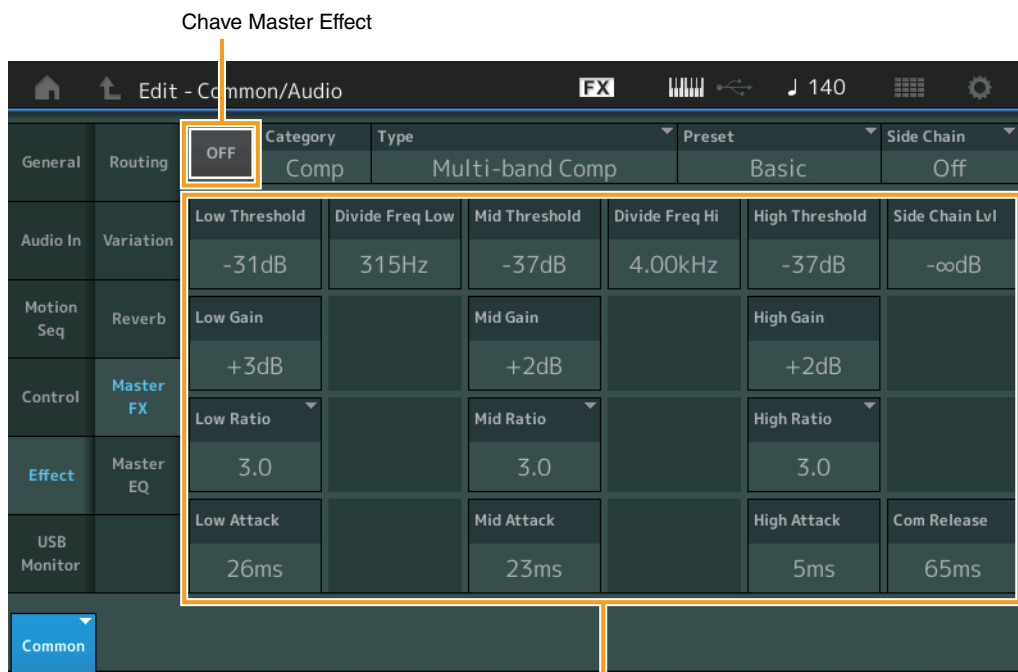 Chave Master Effect
Edit - Common/Audio
FX
♩ 140
General
Routing
OFF
Category
Comp
Type
Multi-band Comp
Preset
Basic
Side Chain
Off
Audio In
Variation
Low Threshold
-31dB
Divide Freq Low
315Hz
Mid Threshold
-37dB
Divide Freq Hi
4.00kHz
High Threshold
-37dB
Side Chain Lvl
-∞dB
Motion
Seq
Reverb
Low Gain
+3dB
Mid Gain
+2dB
High Gain
+2dB
Control
Master
FX
Low Ratio
3.0
Mid Ratio
3.0
High Ratio
3.0
Effect
Master
EQ
Low Attack
26ms
Mid Attack
23ms
High Attack
5ms
Com Release
65ms
USB
Monitor
Common